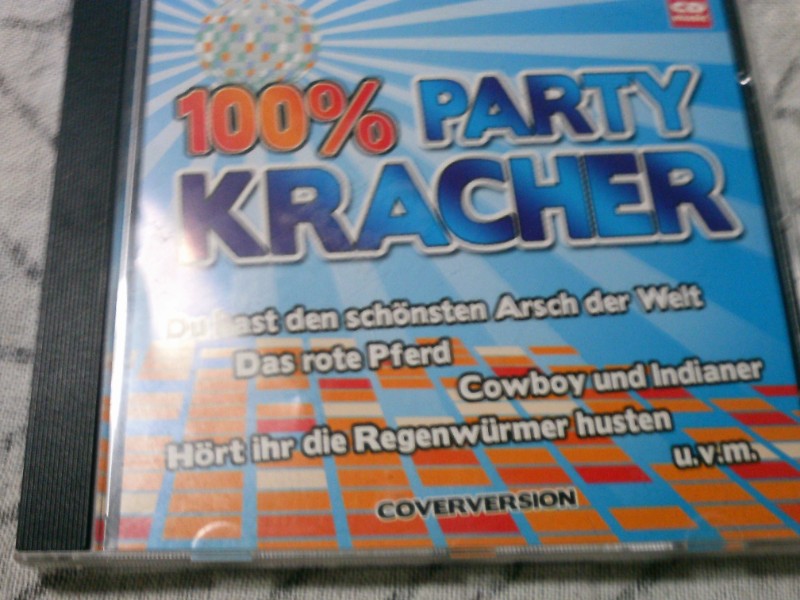 CD
100% PARTY
KRACHER
Du hast den schönsten Arsch der Welt
Das rote Pferd
Cowboy und Indianer
Hört ihr die Regenwürmer husten
u.v.m.
COVERVERSION